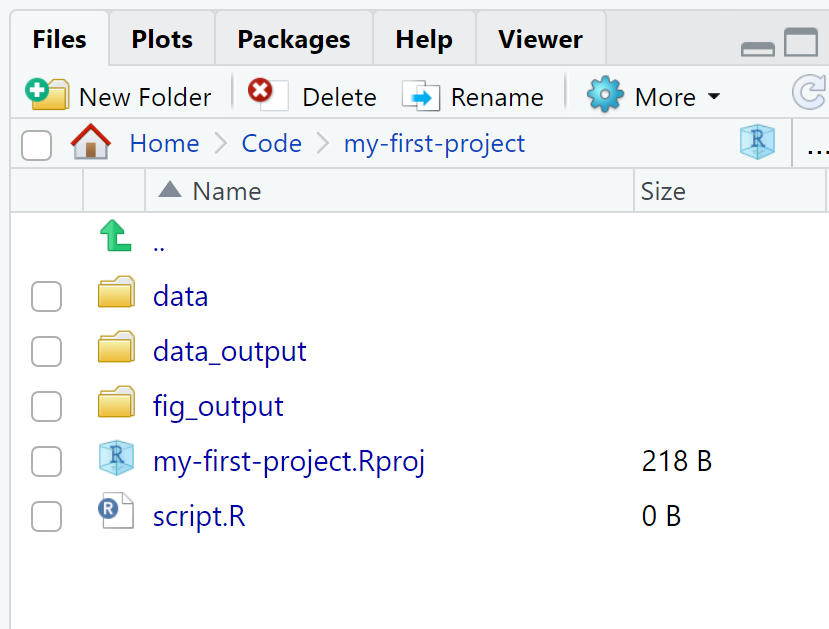 Files Plots Packages Help Viewer
New Folder Delete Rename More
Home Code my-first-project R ...
Name Size
..
data
data_output
fig_output
R my-first-project.Rproj 218 B
R script.R 0 B